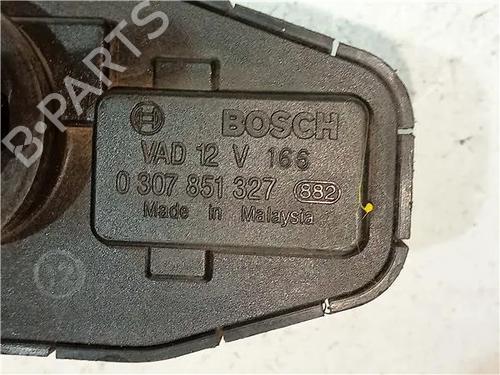 B-PARTS
BOSCH
VAD 12 V 166
0 307 851 327 882
Made in Malaysia